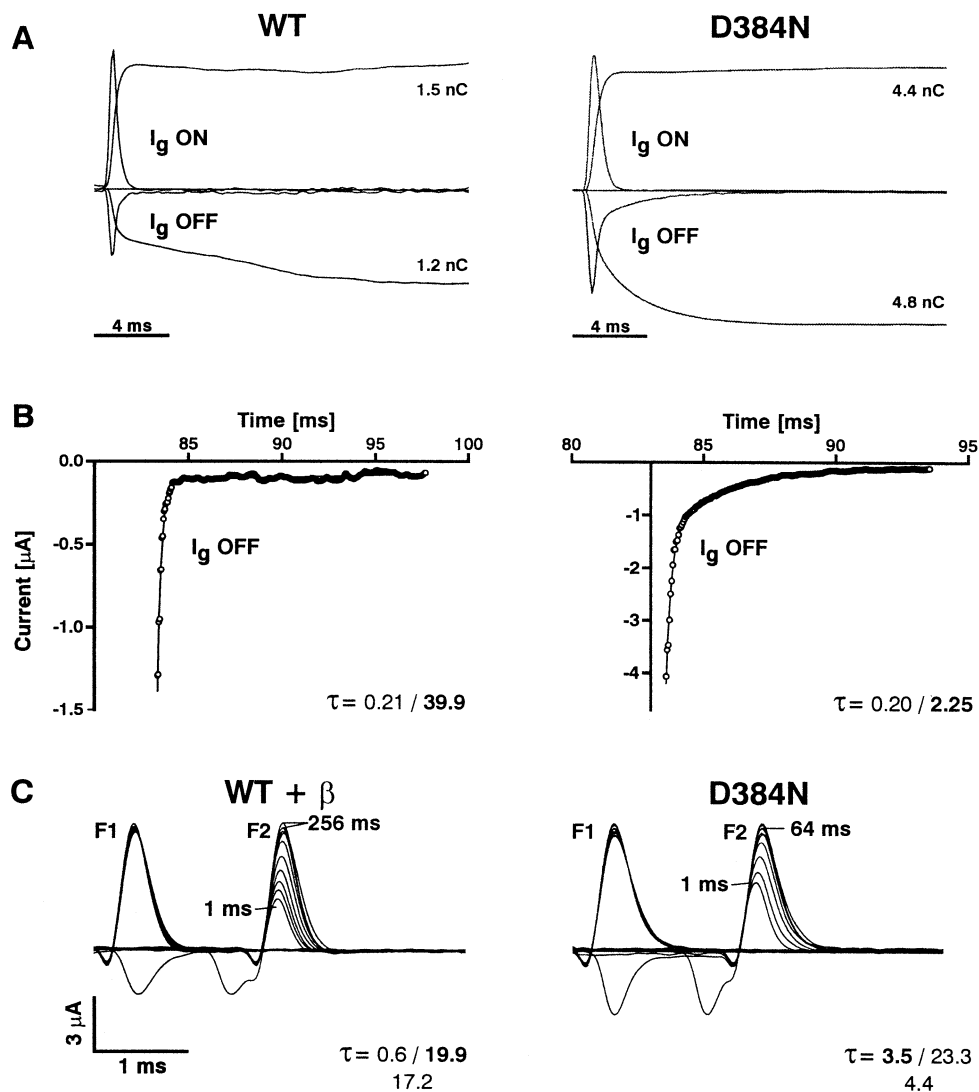 A
WT
D384N
1.5 nC
4.4 nC
Ig ON
Ig ON
Ig OFF
Ig OFF
1.2 nC
4.8 nC
4 ms
4 ms
B
Time [ms]
Time [ms]
85 90 95 100
80 85 90 95
0.0
-0.5
-1.0
-1.5
Current [µA]
-1
-2
-3
-4
Ig OFF
Ig OFF
τ = 0.21 / 39.9
τ = 0.20 / 2.25
C
WT + β
D384N
F1
F2
256 ms
1 ms
F1
F2
64 ms
1 ms
3 µA
1 ms
τ = 0.6 / 19.9
17.2
τ = 3.5 / 23.3
4.4